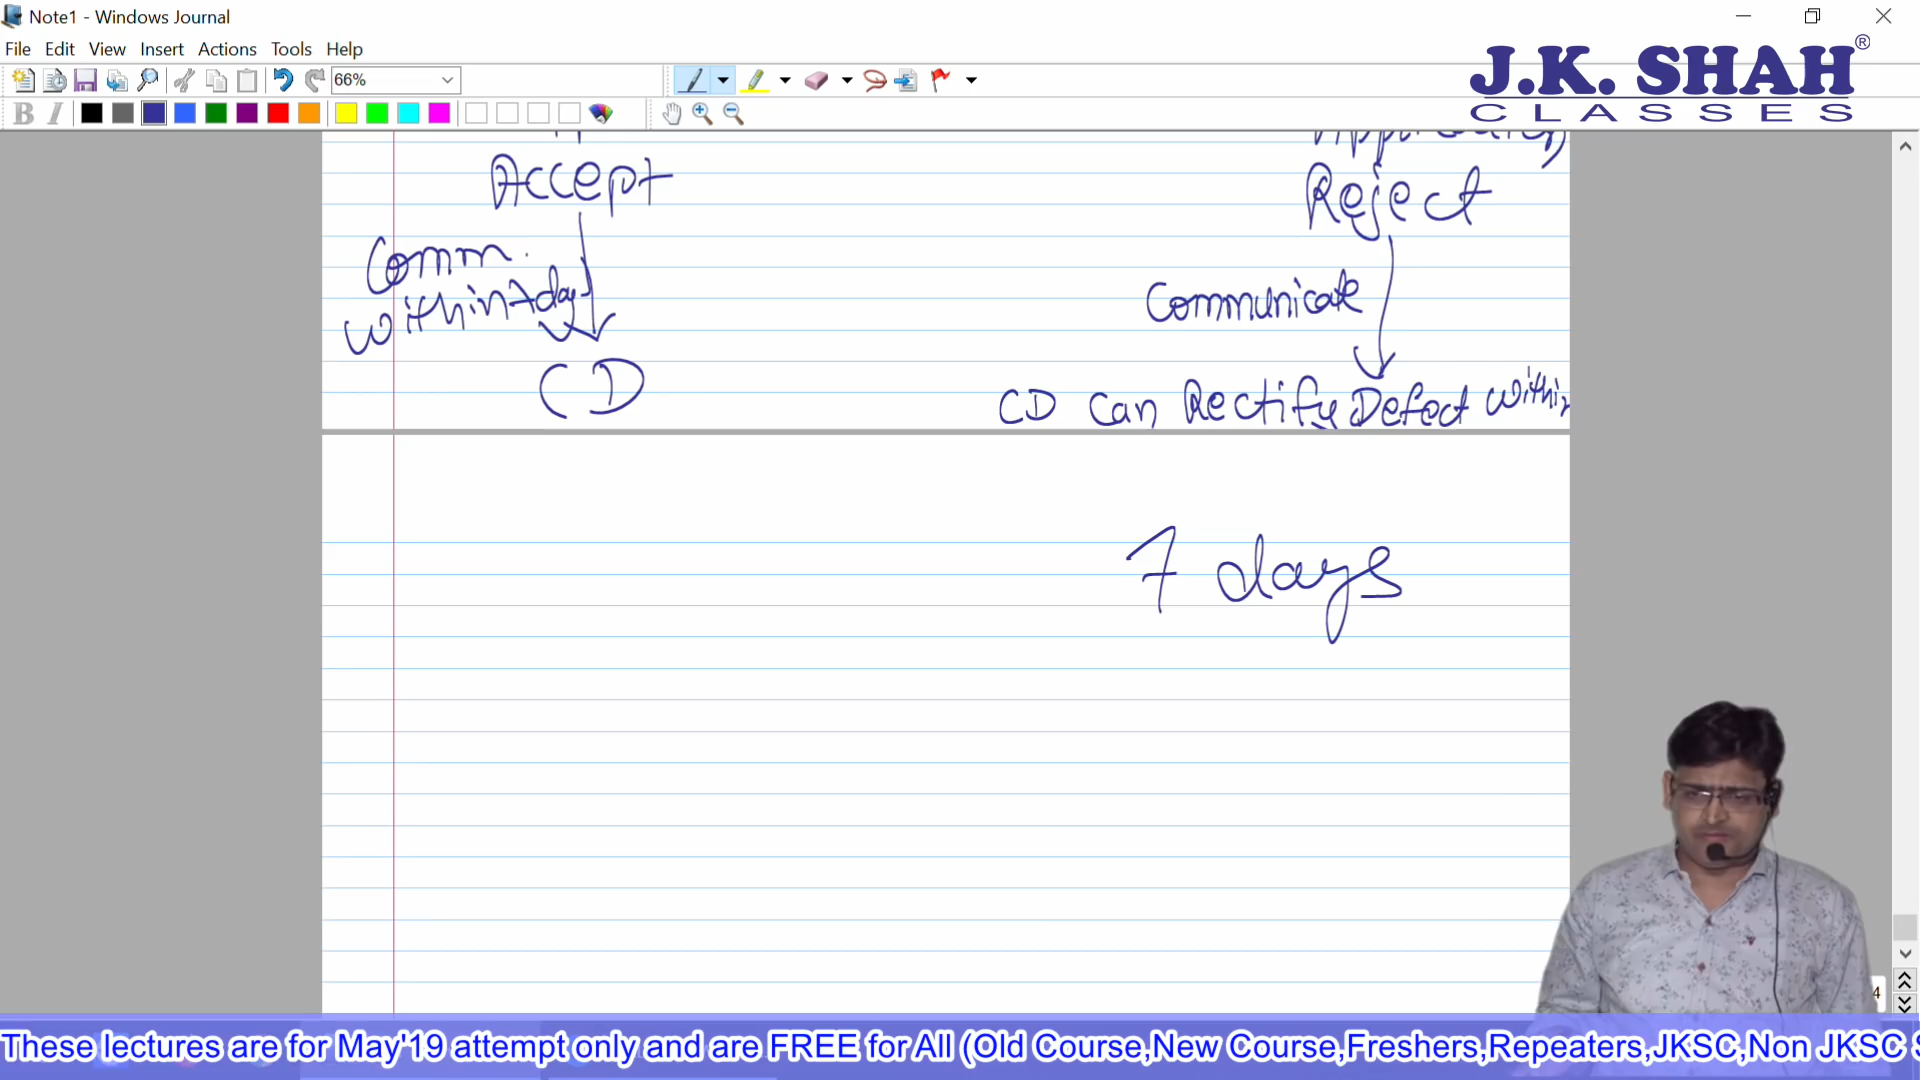 Note1 - Windows Journal
File Edit View Insert Actions Tools Help
J.K. SHAH®
CLASSES
66%
B I
Accept
Reject
Comm.
within 7 days
Communicate
CD
CD Can Rectify Defect Within
7 days
4
These lectures are for May'19 attempt only and are FREE for All (Old Course,New Course,Freshers,Repeaters,JKSC,Non JKSC S